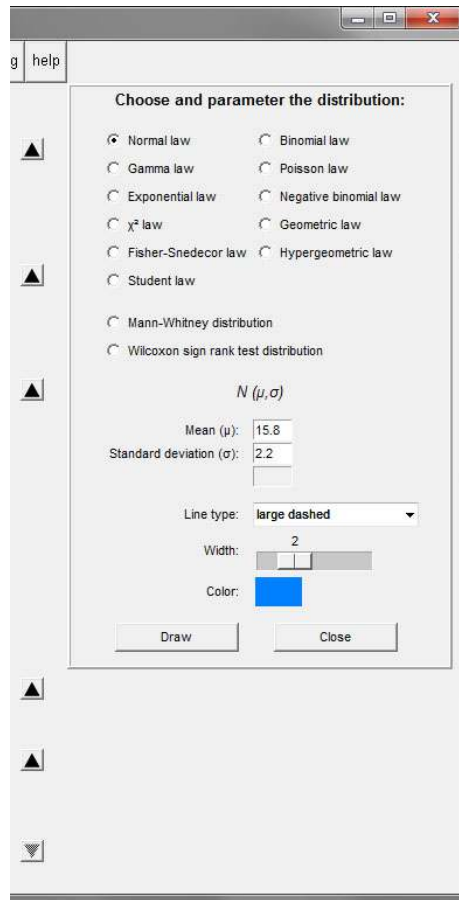 g help
Choose and parameter the distribution:
Normal law Binomial law
Gamma law Poisson law
Exponential law Negative binomial law
χ² law Geometric law
Fisher-Snedecor law Hypergeometric law
Student law
Mann-Whitney distribution
Wilcoxon sign rank test distribution
N (μ,σ)
Mean (μ): 15.8
Standard deviation (σ): 2.2
Line type: large dashed
2
Width:
Color:
Draw Close